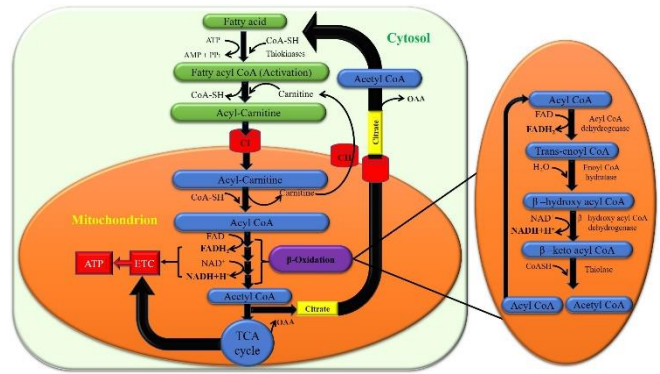 Fatty acid
Cytosol
ATP
CoA-SH
AMP + PPi
Thiokinases
Fatty acyl CoA (Activation)
CoA-SH
Carnitine
Acyl-Carnitine
Acetyl CoA
OAA
Citrate
CI
CII
Acyl-Carnitine
CoA-SH
Carnitine
Mitochondrion
Acyl CoA
FAD
FADH₂
NAD⁺
NADH+H⁺
β-Oxidation
ATP
ETC
Acetyl CoA
Citrate
OAA
TCA
cycle
Acyl CoA
FAD
Acyl CoA
FADH₂
dehydrogenase
Trans-enoyl CoA
H₂O
Enoyl CoA
hydratase
β –hydroxy acyl CoA
NAD
β –hydroxy acyl CoA
NADH+H⁺
dehydrogenase
β –keto acyl CoA
CoASH
Thiolase
Acyl CoA
Acetyl CoA